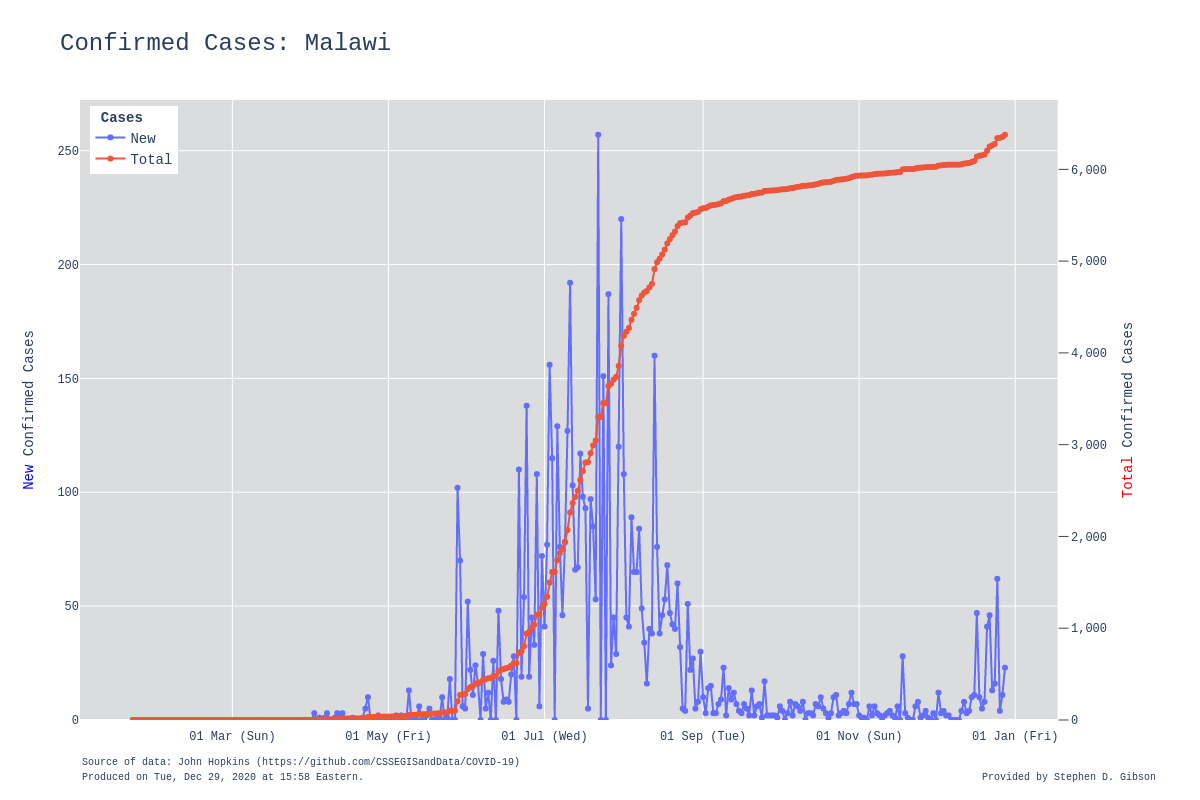 Confirmed Cases: Malawi
Cases
New
Total
250
200
150
100
50
0
6,000
5,000
4,000
3,000
2,000
1,000
0
New Confirmed Cases
Total Confirmed Cases
01 Mar (Sun)
01 May (Fri)
01 Jul (Wed)
01 Sep (Tue)
01 Nov (Sun)
01 Jan (Fri)
Source of data: John Hopkins (https://github.com/CSSEGISandData/COVID-19)
Produced on Tue, Dec 29, 2020 at 15:58 Eastern.
Provided by Stephen D. Gibson